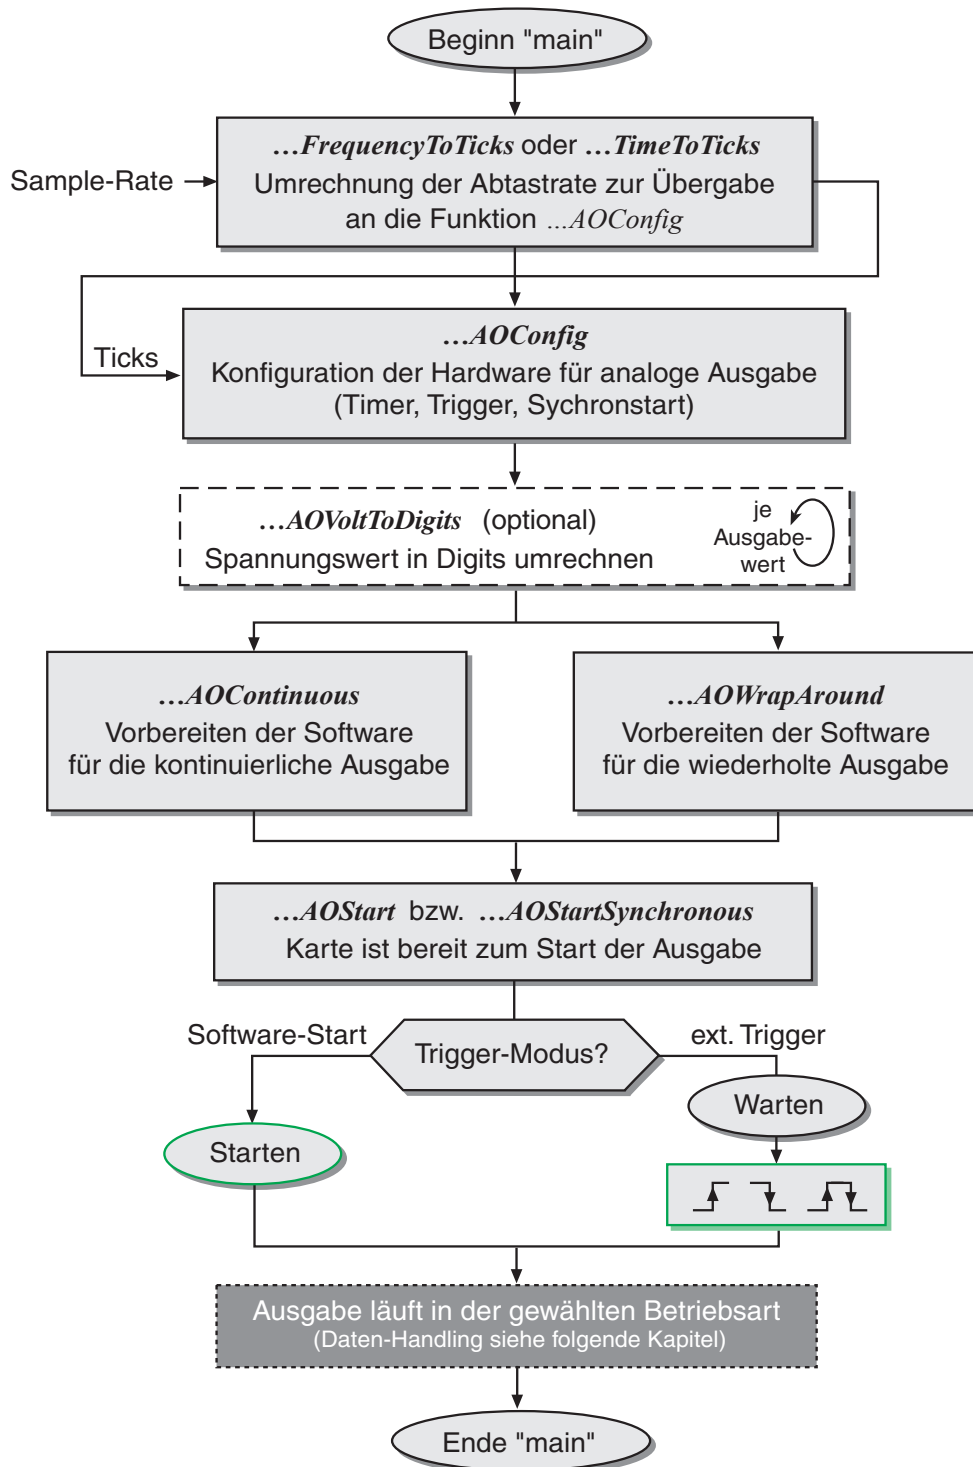 Beginn "main"
...FrequencyToTicks oder ...TimeToTicks
Sample-Rate
Umrechnung der Abtastrate zur Übergabe
an die Funktion ...AOConfig
...AOConfig
Ticks
Konfiguration der Hardware für analoge Ausgabe
(Timer, Trigger, Sychronstart)
...AOVoltToDigits (optional)
Spannungswert in Digits umrechnen
je
Ausgabe-
wert
...AOContinuous
Vorbereiten der Software
für die kontinuierliche Ausgabe
...AOWrapAround
Vorbereiten der Software
für die wiederholte Ausgabe
...AOStart bzw. ...AOStartSynchronous
Karte ist bereit zum Start der Ausgabe
Software-Start
Trigger-Modus?
ext. Trigger
Starten
Warten
Ausgabe läuft in der gewählten Betriebsart
(Daten-Handling siehe folgende Kapitel)
Ende "main"